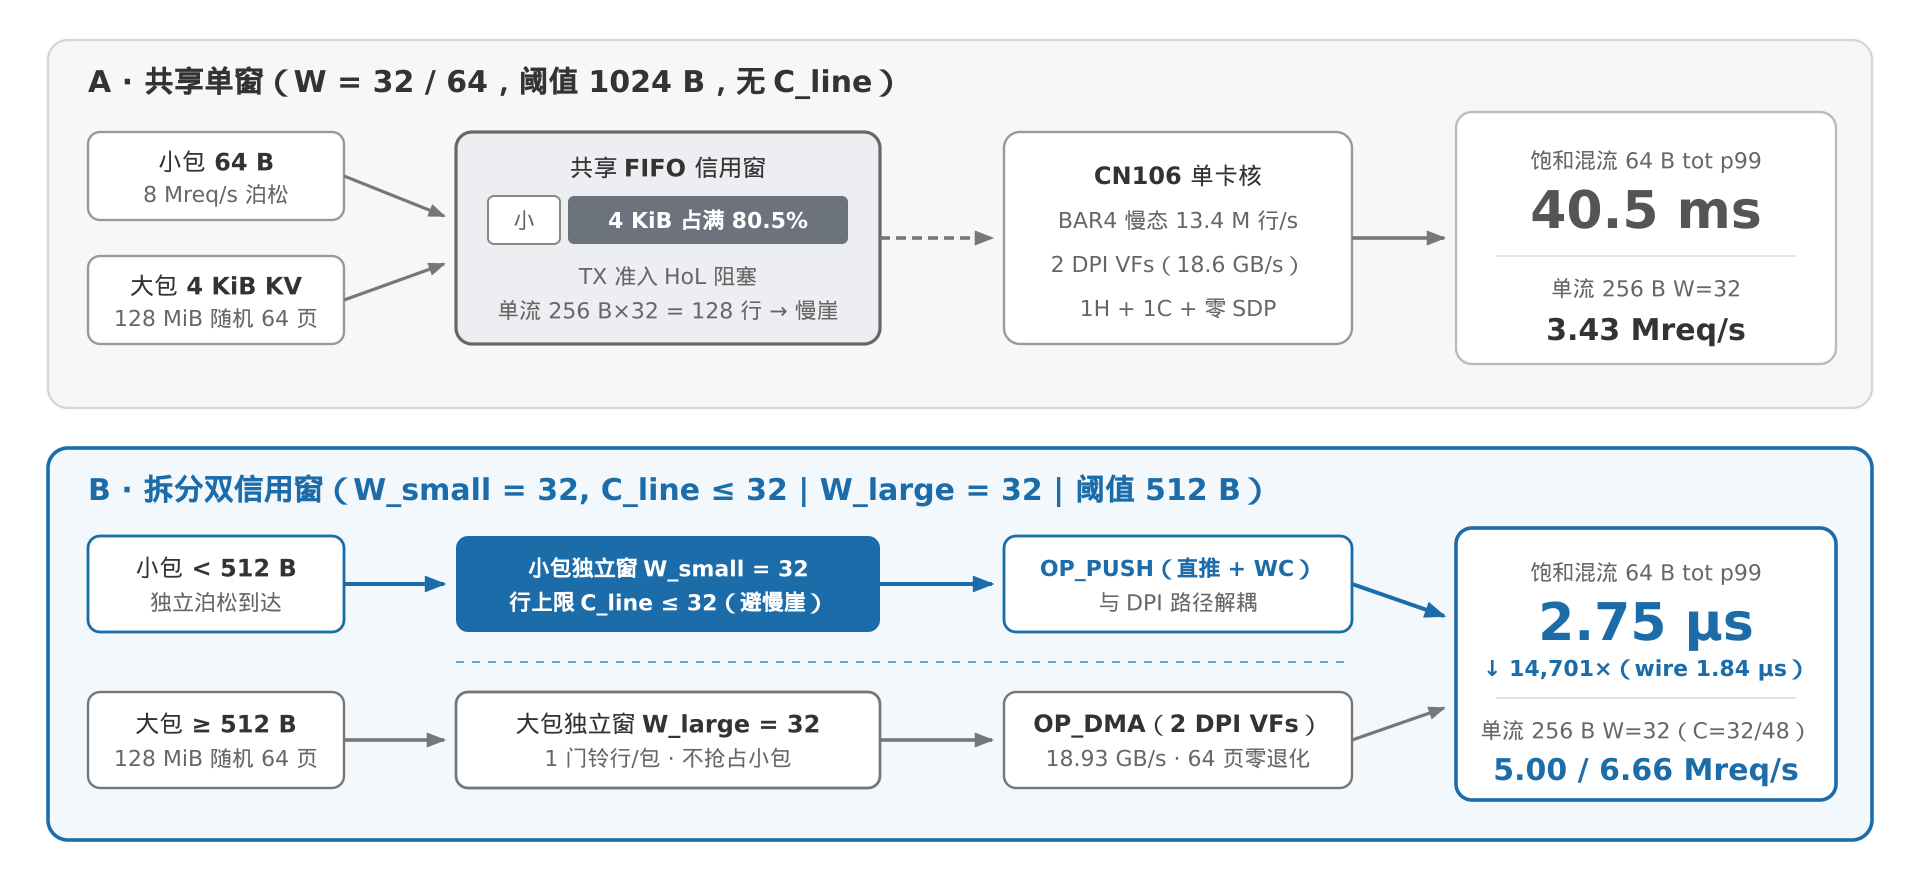 A · 共享单窗（W = 32 / 64，阈值 1024 B，无 C_line）
小包 64 B
8 Mreq/s 泊松
大包 4 KiB KV
128 MiB 随机 64 页
共享 FIFO 信用窗
小
4 KiB 占满 80.5%
TX 准入 HoL 阻塞
单流 256 B×32 = 128 行 → 慢崖
CN106 单卡核
BAR4 慢态 13.4 M 行/s
2 DPI VFs（18.6 GB/s）
1H + 1C + 零 SDP
饱和混流 64 B tot p99
40.5 ms
单流 256 B W=32
3.43 Mreq/s
B · 拆分双信用窗（W_small = 32, C_line ≤ 32 | W_large = 32 | 阈值 512 B）
小包 < 512 B
独立泊松到达
小包独立窗 W_small = 32
行上限 C_line ≤ 32（避慢崖）
OP_PUSH（直推 + WC）
与 DPI 路径解耦
大包 ≥ 512 B
128 MiB 随机 64 页
大包独立窗 W_large = 32
1 门铃行/包 · 不抢占小包
OP_DMA（2 DPI VFs）
18.93 GB/s · 64 页零退化
饱和混流 64 B tot p99
2.75 µs
↓ 14,701×（wire 1.84 µs）
单流 256 B W=32（C=32/48）
5.00 / 6.66 Mreq/s